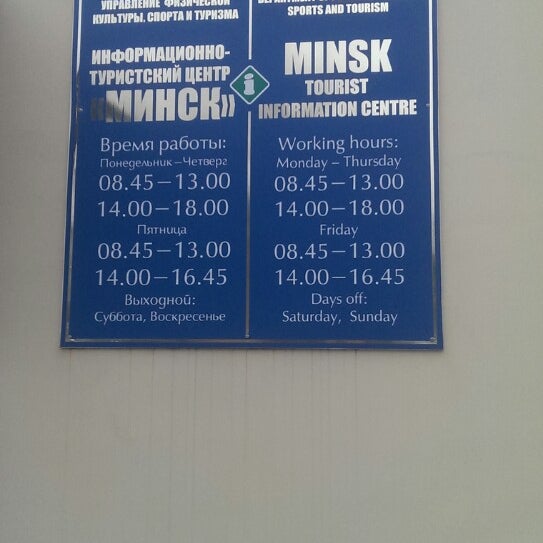 УПРАВЛЕНИЕ ФИЗИЧЕСКОЙ
КУЛЬТУРЫ, СПОРТА И ТУРИЗМА
ИНФОРМАЦИОННО-
ТУРИСТСКИЙ ЦЕНТР
«МИНСК»
Время работы:
Понедельник–Четверг
08.45–13.00
14.00–18.00
Пятница
08.45–13.00
14.00–16.45
Выходной:
Суббота, Воскресенье
i
SPORTS AND TOURISM
MINSK
TOURIST
INFORMATION CENTRE
Working hours:
Monday – Thursday
08.45–13.00
14.00–18.00
Friday
08.45–13.00
14.00–16.45
Days off:
Saturday, Sunday